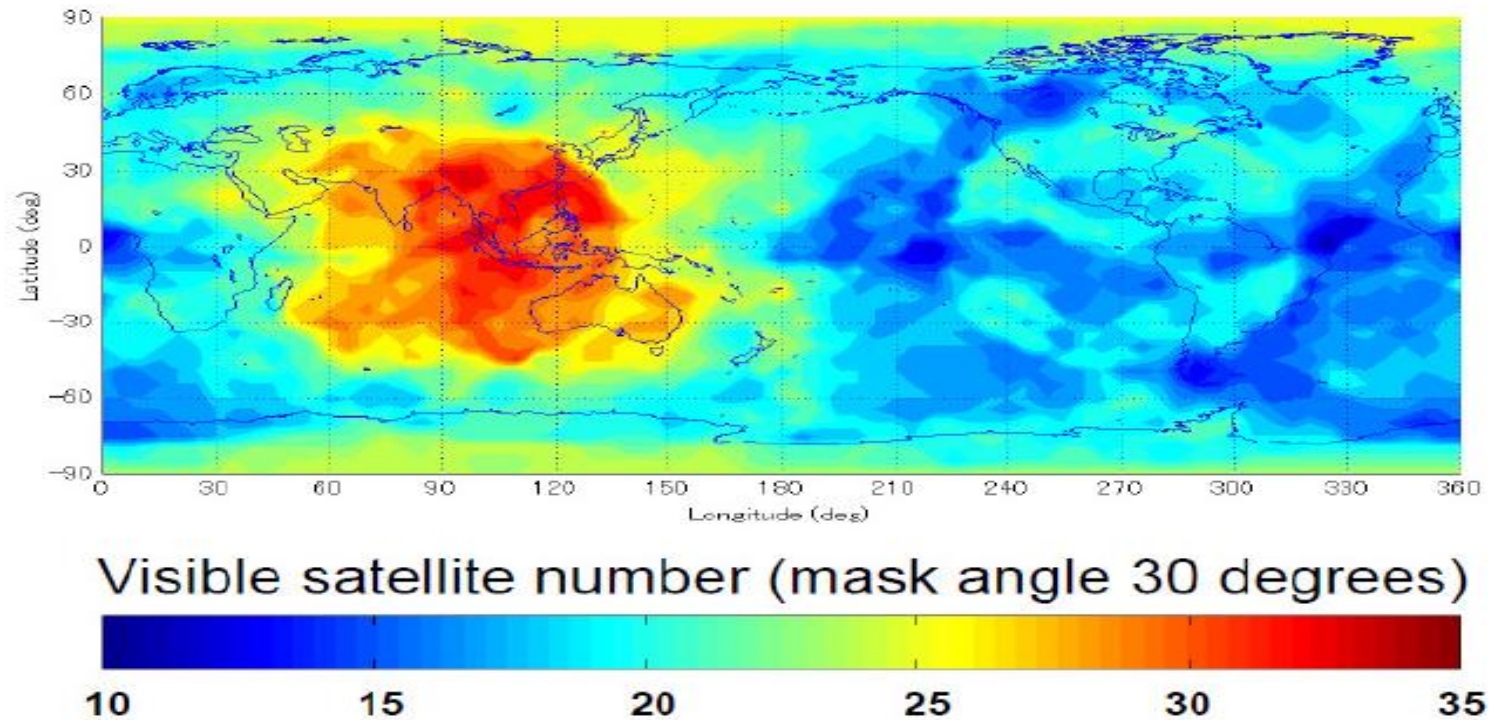 90
60
30
0
−30
−60
−90
Latitude (deg)
0 30 60 90 120 150 180 210 240 270 300 330 360
Longitude (deg)
Visible satellite number (mask angle 30 degrees)
10 15 20 25 30 35